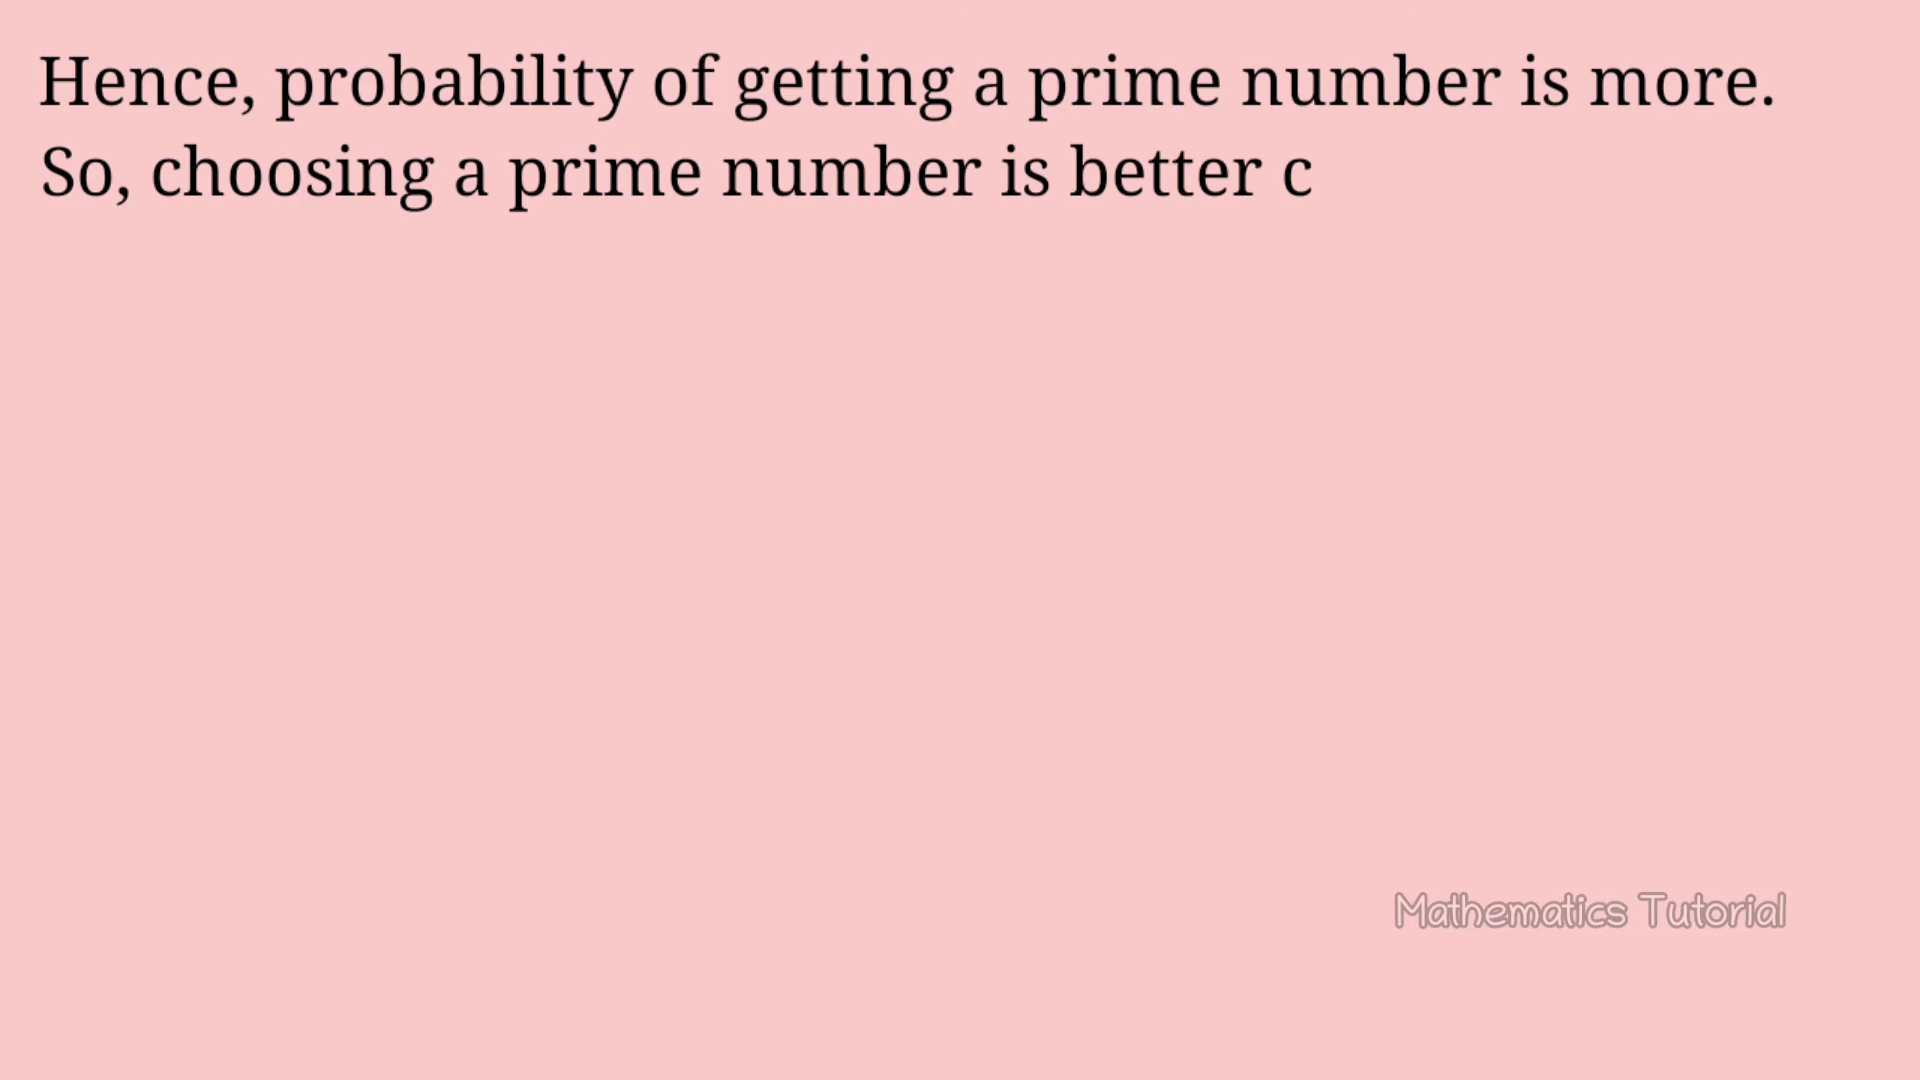 Hence, probability of getting a prime number is more.
So, choosing a prime number is better c
Mathematics Tutorial